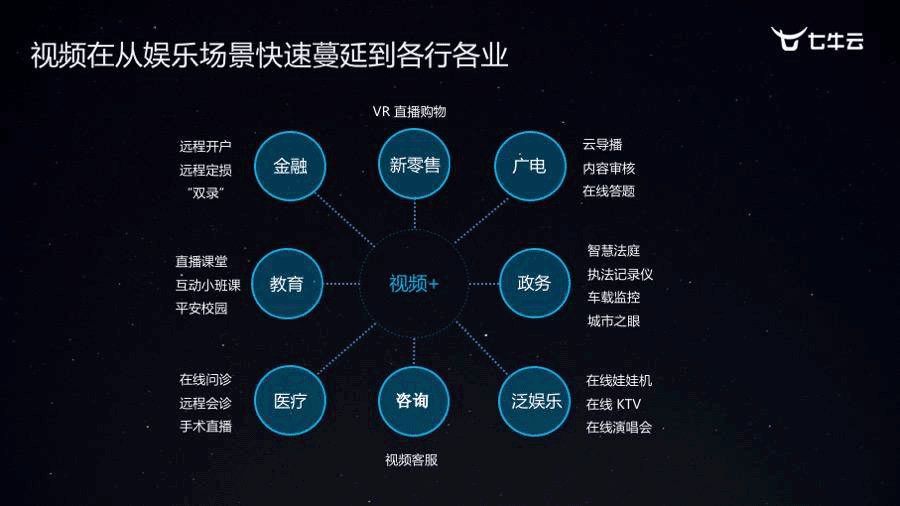 视频在从娱乐场景快速蔓延到各行各业
七牛云
VR 直播购物
远程开户
远程定损
“双录”
金融
新零售
广电
云导播
内容审核
在线答题
直播课堂
互动小班课
平安校园
教育
视频+
政务
智慧法庭
执法记录仪
车载监控
城市之眼
在线问诊
远程会诊
手术直播
医疗
咨询
泛娱乐
在线娃娃机
在线 KTV
在线演唱会
视频客服